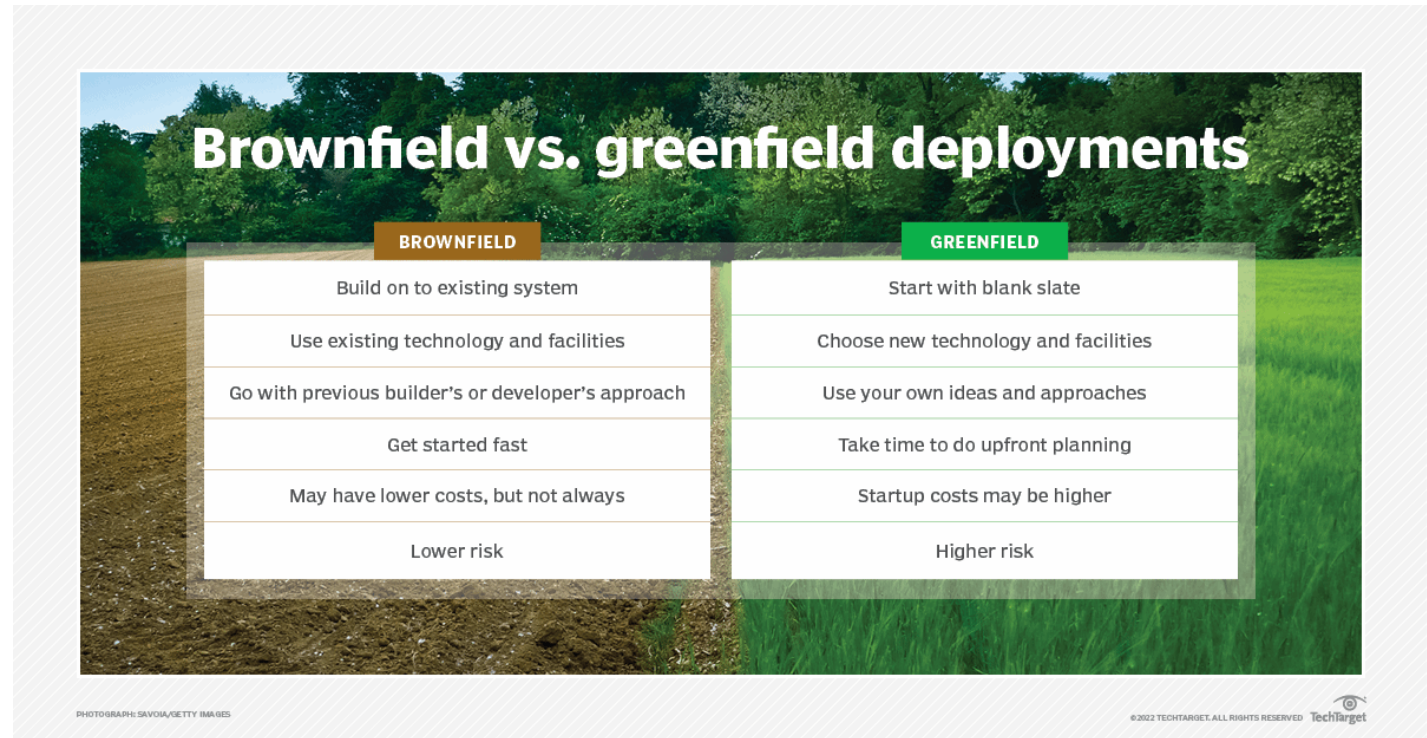 Brownfield vs. greenfield deployments
BROWNFIELD
Build on to existing system
Use existing technology and facilities
Go with previous builder's or developer's approach
Get started fast
May have lower costs, but not always
Lower risk
GREENFIELD
Start with blank slate
Choose new technology and facilities
Use your own ideas and approaches
Take time to do upfront planning
Startup costs may be higher
Higher risk
PHOTOGRAPH: SAVOIA/GETTY IMAGES
©2022 TECHTARGET. ALL RIGHTS RESERVED TechTarget